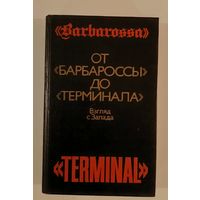 «Barbarossa»
ОТ
«БАРБАРОССЫ»
ДО
«ТЕРМИНАЛА»
Взгляд
с Запада
«TERMINAL»